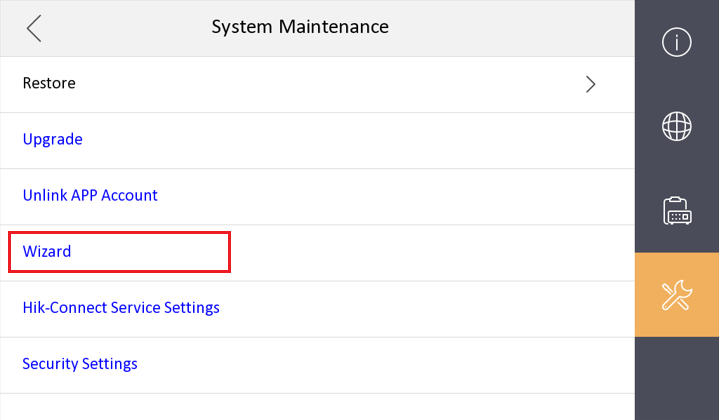 System Maintenance
Restore
Upgrade
Unlink APP Account
Wizard
Hik-Connect Service Settings
Security Settings